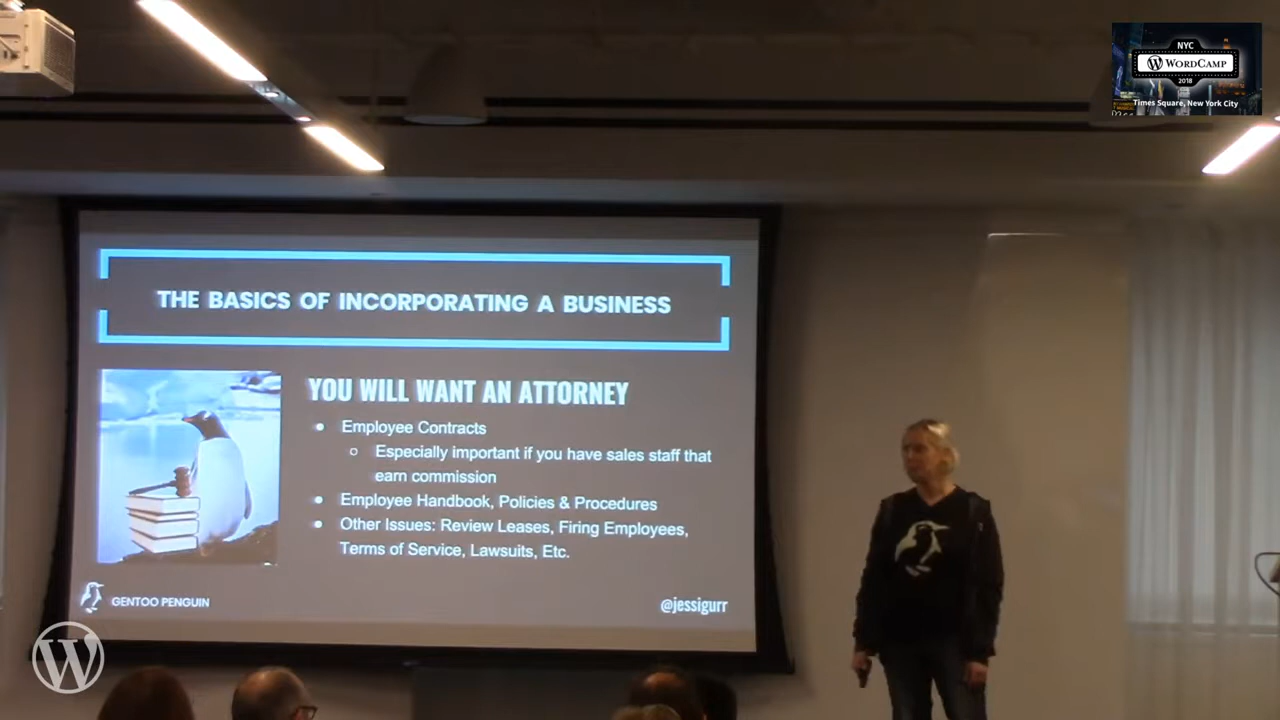 NYC
WORDCAMP
2018
Times Square, New York City
THE BASICS OF INCORPORATING A BUSINESS
YOU WILL WANT AN ATTORNEY
• Employee Contracts
○ Especially important if you have sales staff that
earn commission
• Employee Handbook, Policies & Procedures
• Other Issues: Review Leases, Firing Employees,
Terms of Service, Lawsuits, Etc.
GENTOO PENGUIN
@jessigurr